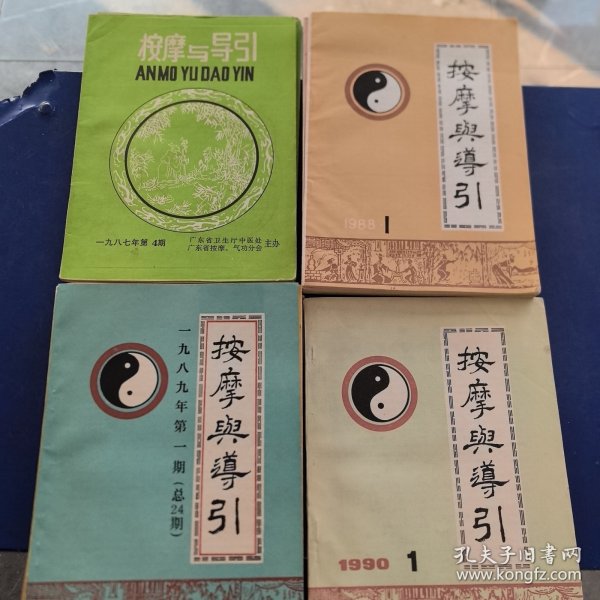 按摩与导引
ANMO YU DAO YIN
一九八七年第4期
广东省卫生厅中医处
广东省按摩、气功分会
主办
按摩與導引
1988 1
按摩與導引
一九八九年第一期(总24期)
按摩與導引
1990 1
孔夫子旧书网
www.kongfz.com